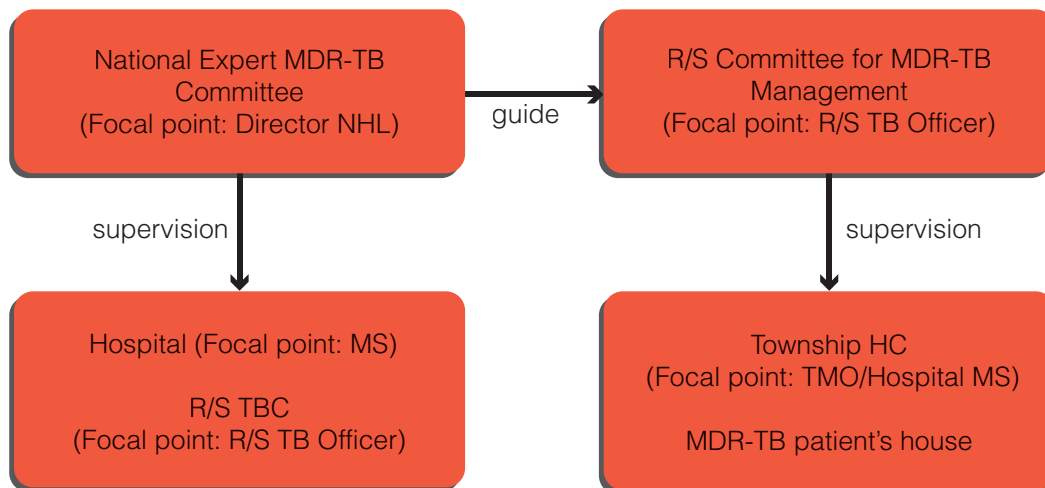 National Expert MDR-TB
Committee
(Focal point: Director NHL)
guide
R/S Committee for MDR-TB
Management
(Focal point: R/S TB Officer)
supervision
supervision
Hospital (Focal point: MS)
R/S TBC
(Focal point: R/S TB Officer)
Township HC
(Focal point: TMO/Hospital MS)
MDR-TB patient’s house